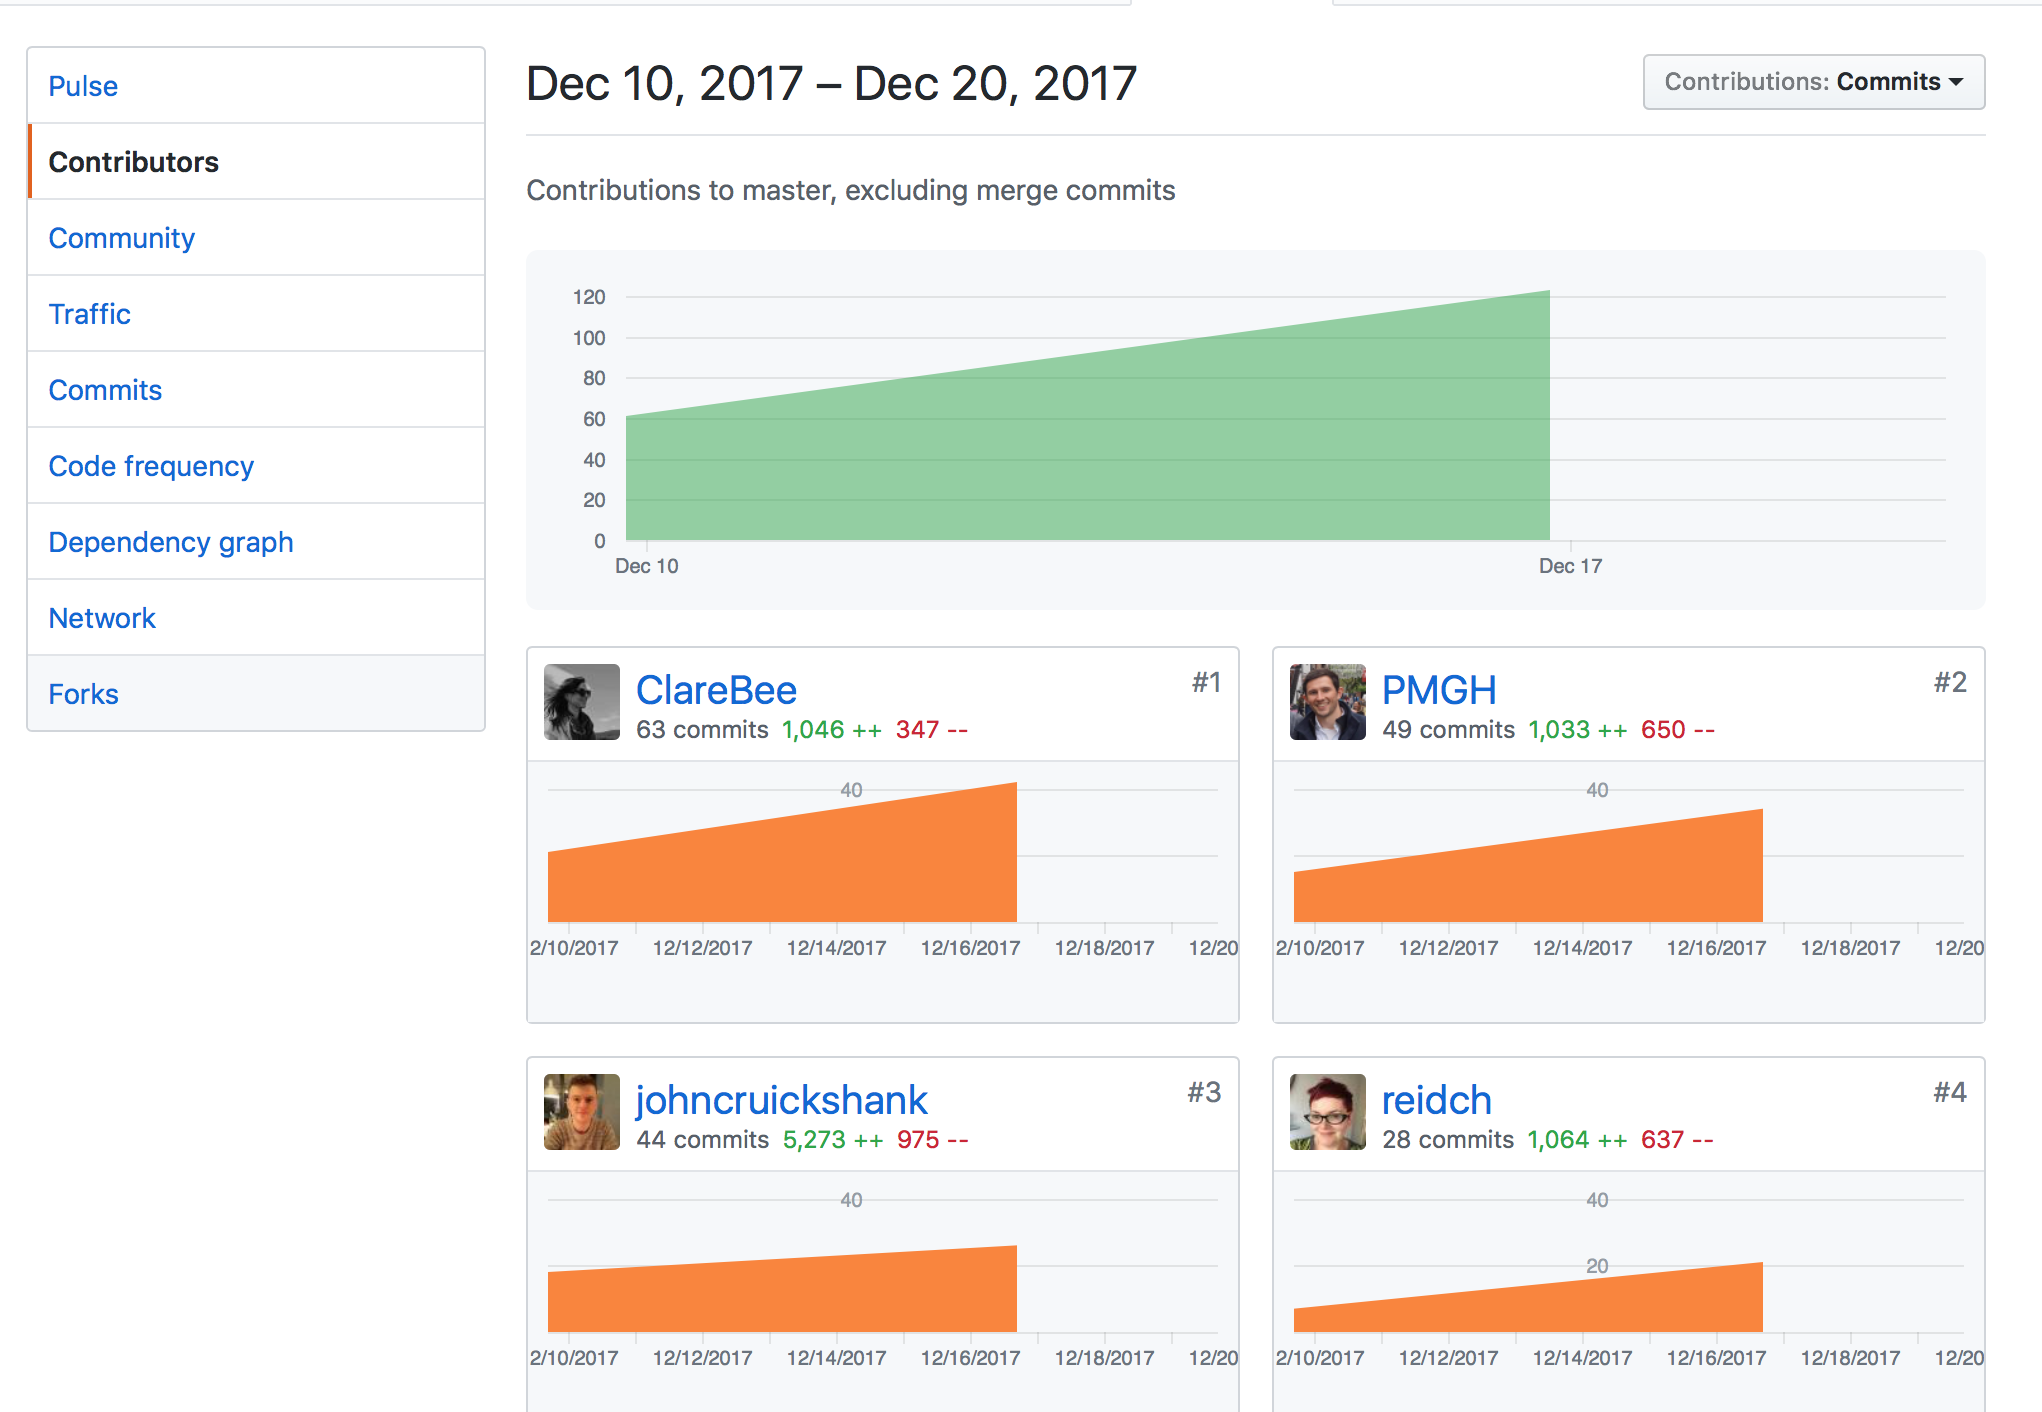 Pulse
Contributors
Community
Traffic
Commits
Code frequency
Dependency graph
Network
Forks
Dec 10, 2017 – Dec 20, 2017
Contributions: Commits
Contributions to master, excluding merge commits
120
100
80
60
40
20
0
Dec 10 Dec 17
ClareBee #1
63 commits 1,046 ++ 347 --
40
2/10/2017 12/12/2017 12/14/2017 12/16/2017 12/18/2017 12/20
PMGH #2
49 commits 1,033 ++ 650 --
40
2/10/2017 12/12/2017 12/14/2017 12/16/2017 12/18/2017 12/20
johncruickshank #3
44 commits 5,273 ++ 975 --
40
2/10/2017 12/12/2017 12/14/2017 12/16/2017 12/18/2017 12/20
reidch #4
28 commits 1,064 ++ 637 --
40
20
2/10/2017 12/12/2017 12/14/2017 12/16/2017 12/18/2017 12/20